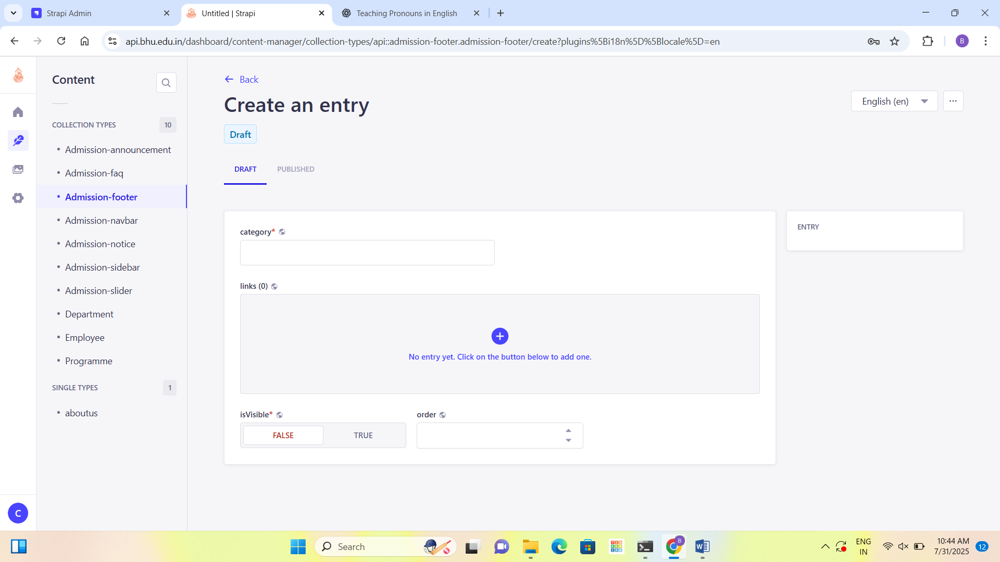 Strapi Admin
Untitled | Strapi
Teaching Pronouns in English
api.bhu.edu.in/dashboard/content-manager/collection-types/api::admission-footer.admission-footer/create?plugins%5Bi18n%5D%5Blocale%5D=en
B
Content
COLLECTION TYPES 10
Admission-announcement
Admission-faq
Admission-footer
Admission-navbar
Admission-notice
Admission-sidebar
Admission-slider
Department
Employee
Programme
SINGLE TYPES 1
aboutus
C
Back
Create an entry
English (en)
Draft
DRAFT PUBLISHED
category*
links (0)
No entry yet. Click on the button below to add one.
isVisible* order
FALSE TRUE
ENTRY
Search
B
ENG
IN
10:44 AM
7/31/2025
12